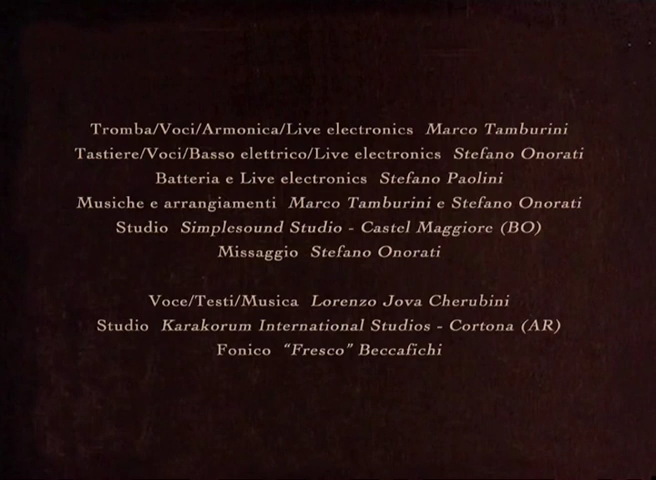 Tromba/Voci/Armonica/Live electronics Marco Tamburini
Tastiere/Voci/Basso elettrico/Live electronics Stefano Onorati
Batteria e Live electronics Stefano Paolini
Musiche e arrangiamenti Marco Tamburini e Stefano Onorati
Studio Simplesound Studio - Castel Maggiore (BO)
Missaggio Stefano Onorati
Voce/Testi/Musica Lorenzo Jova Cherubini
Studio Karakorum International Studios - Cortona (AR)
Fonico “Fresco” Beccafichi